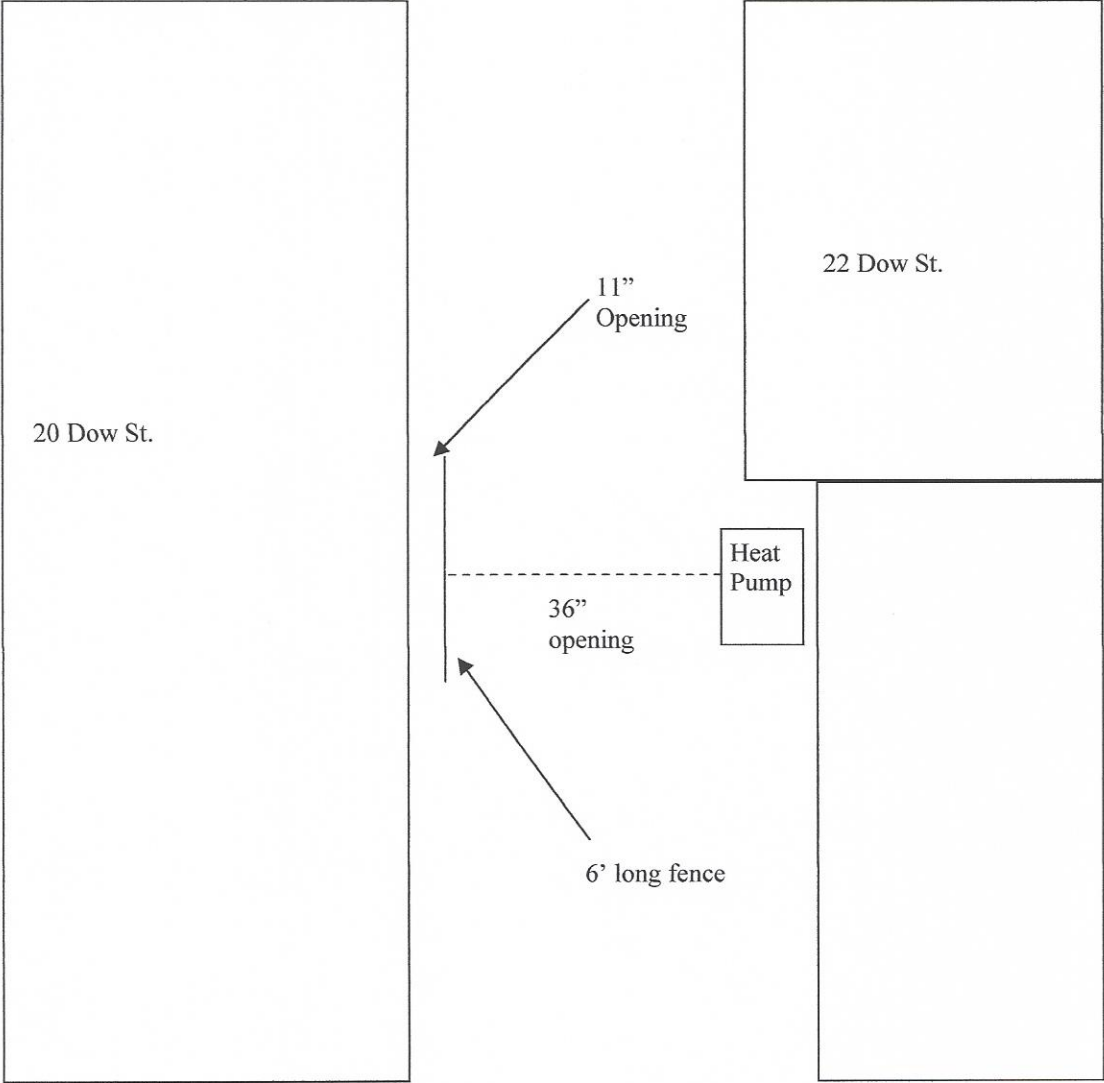 22 Dow St.
11”
Opening
20 Dow St.
Heat
Pump
36”
opening
6’ long fence